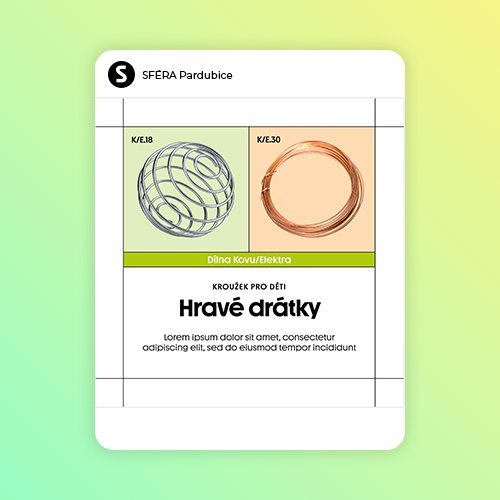 S
SFÉRA Pardubice
K/E.18
K/E.30
Dílna Kovu/Elektra
KROUŽEK PRO DĚTI
Hravé drátky
Lorem ipsum dolor sit amet, consectetur
adipiscing elit, sed do eiusmod tempor incididunt